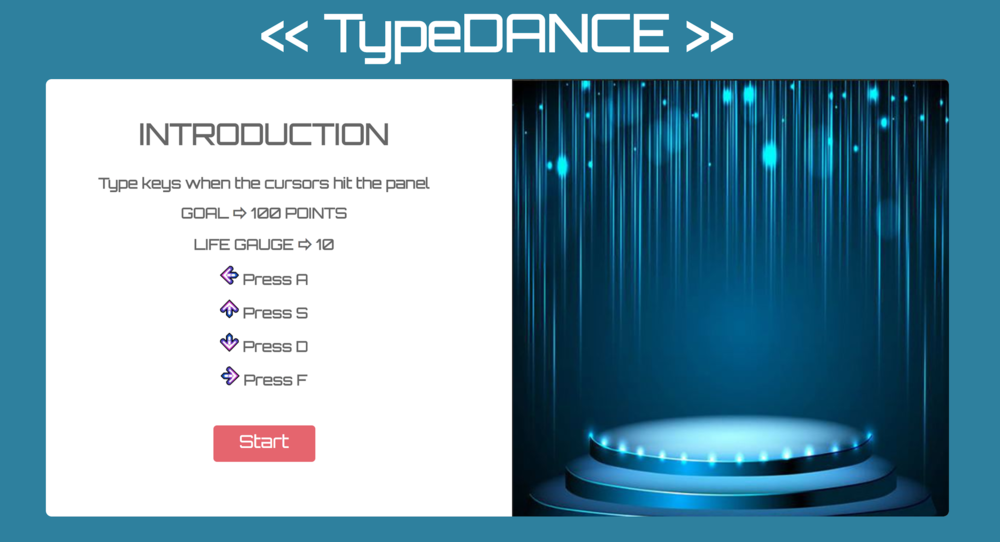 << TypeDANCE >>
INTRODUCTION
Type keys when the cursors hit the panel
GOAL ⇨ 100 POINTS
LIFE GAUGE ⇨ 10
Press A
Press S
Press D
Press F
Start